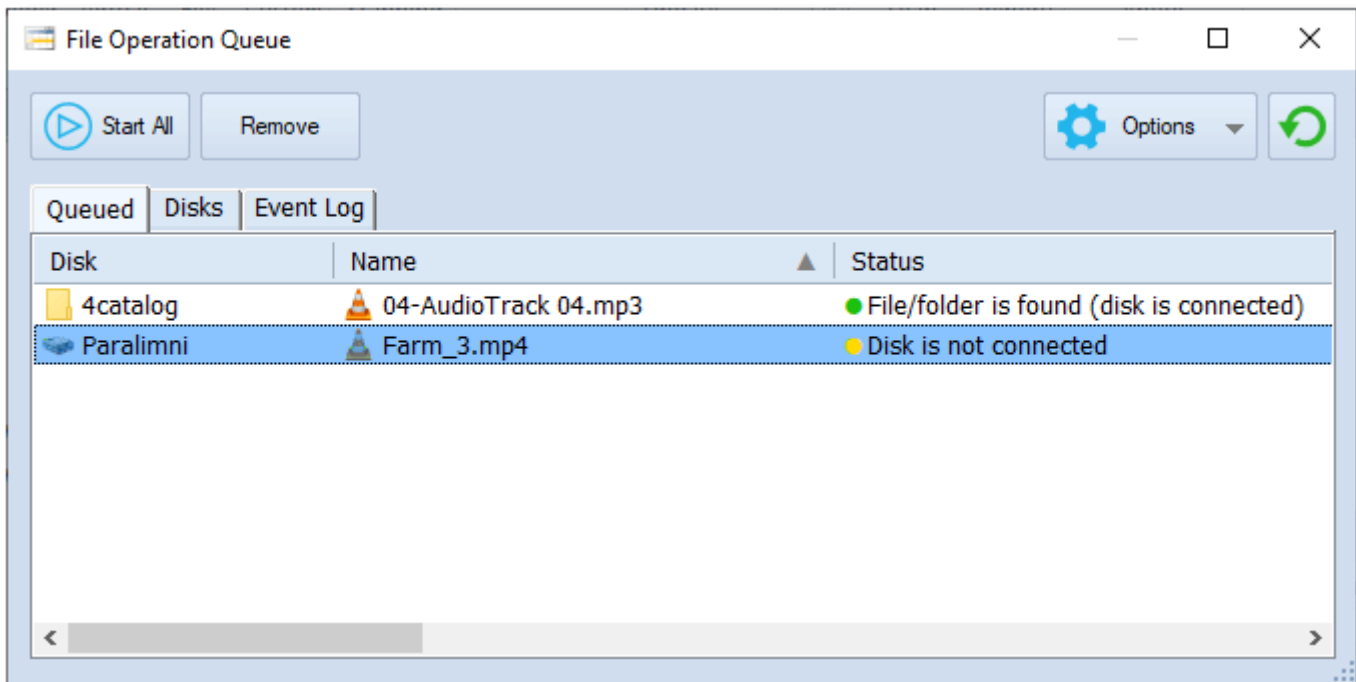 File Operation Queue
Start All Remove Options
Queued Disks Event Log
Disk Name Status
4catalog 04-AudioTrack 04.mp3 File/folder is found (disk is connected)
Paralimni Farm_3.mp4 Disk is not connected